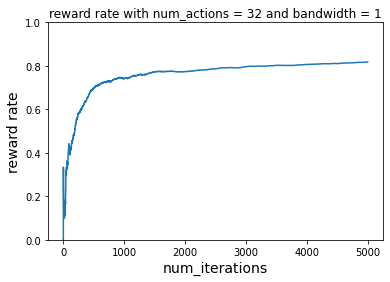 reward rate with num_actions = 32 and bandwidth = 1
1.0
0.8
0.6
0.4
0.2
0.0
reward rate
0 1000 2000 3000 4000 5000
num_iterations